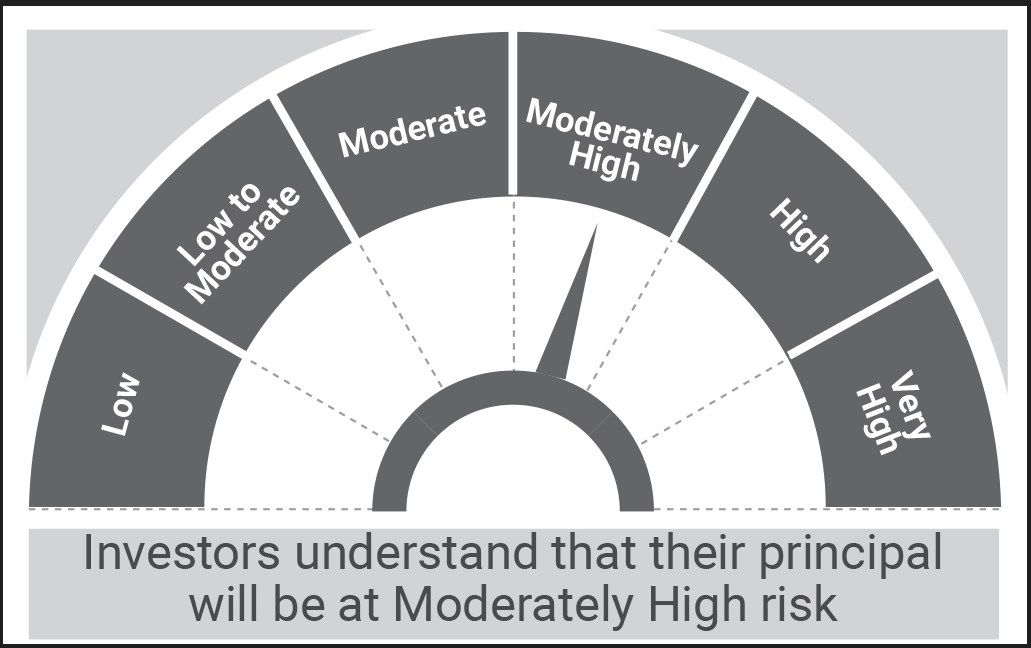 Low
Low to
Moderate
Moderate
Moderately
High
High
Very
High
Investors understand that their principal
will be at Moderately High risk